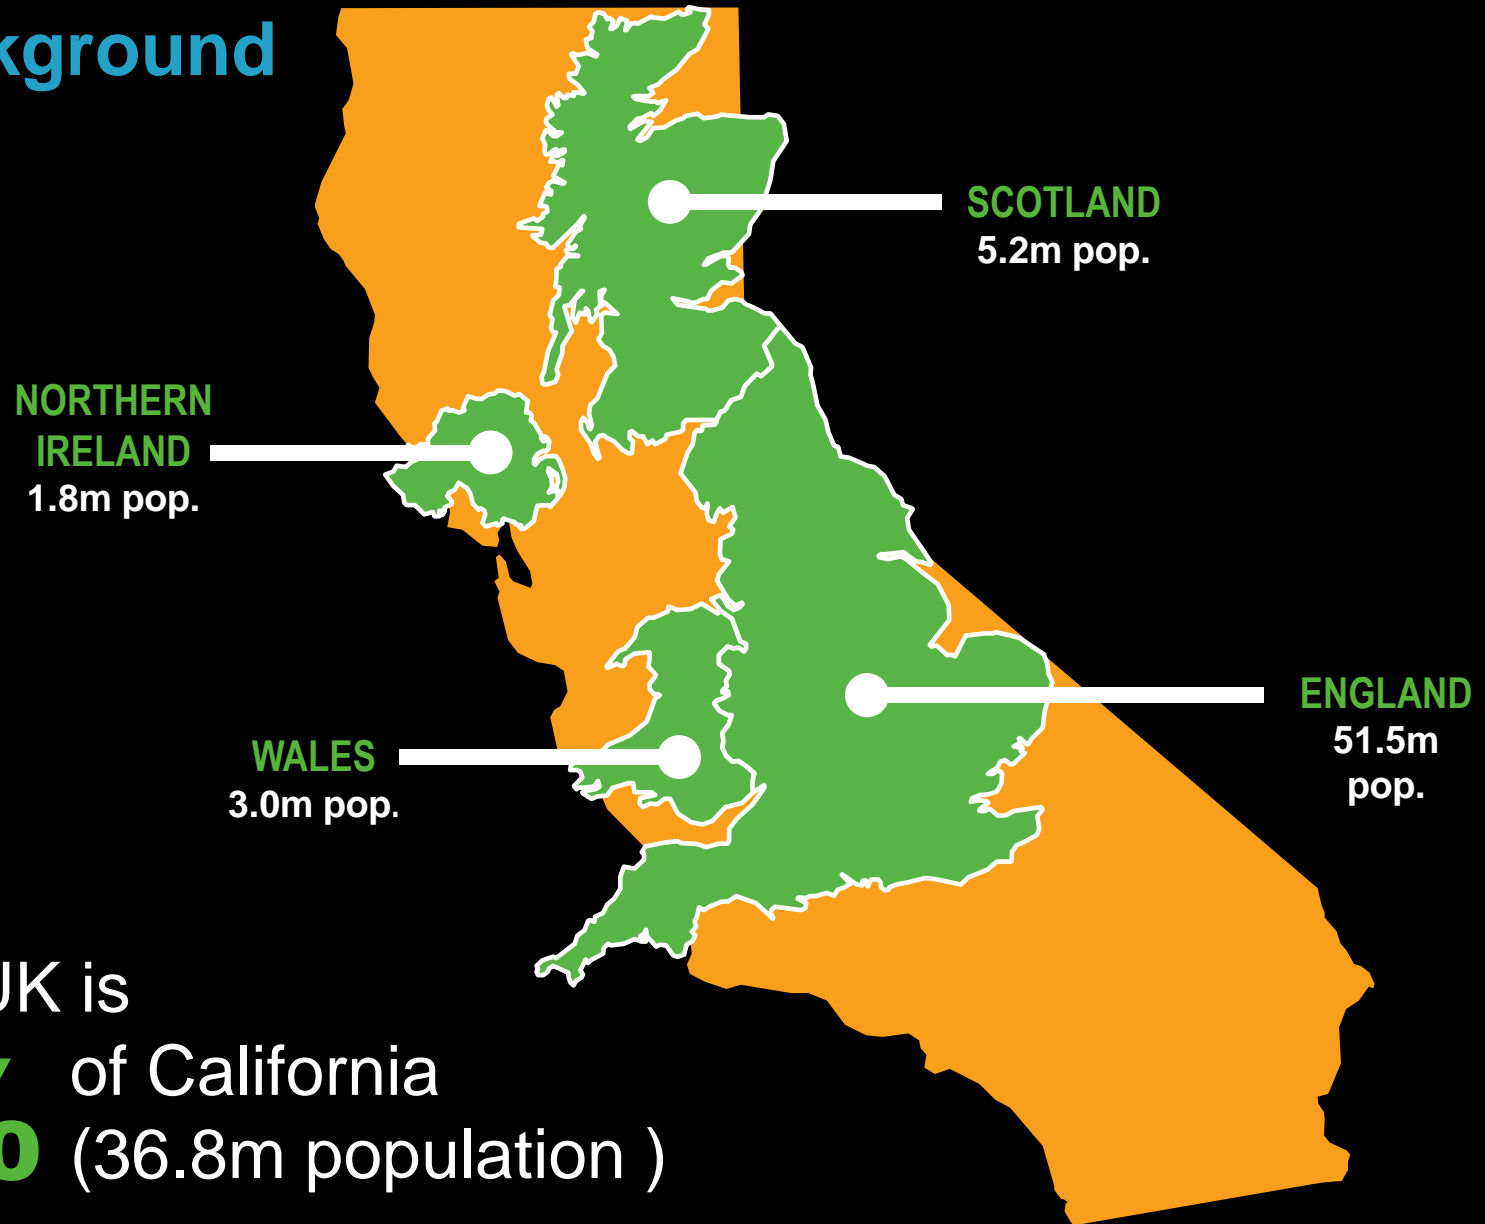 kground
SCOTLAND
5.2m pop.
NORTHERN
IRELAND
1.8m pop.
ENGLAND
51.5m
pop.
WALES
3.0m pop.
UK is
of California
(36.8m population )